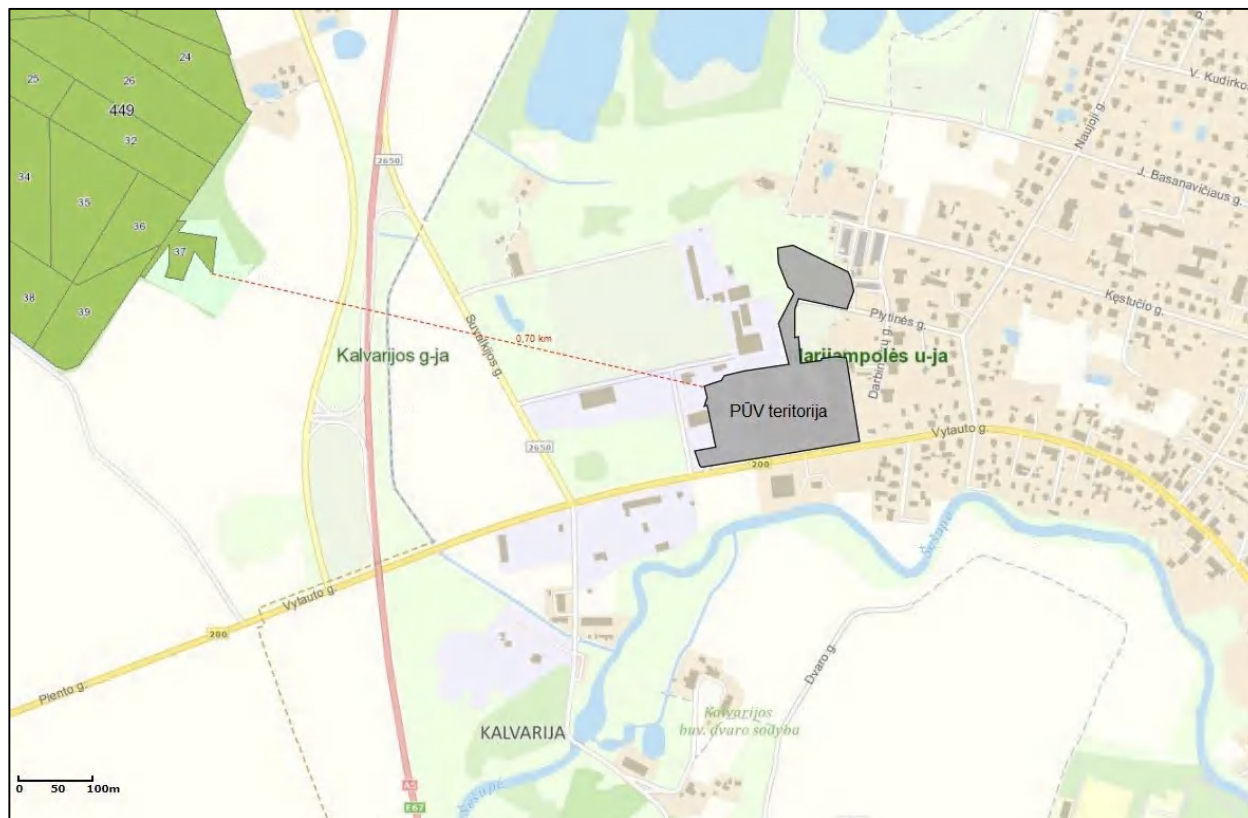 24
25
26
449
32
34
35
36
37
38
39
2650
V. Kudirkos
Naujoji g.
J. Basanavičiaus g.
Kęstučio g.
Plytinės g.
Darbininkų g.
0,70 km
Suvalkijos g.
Kalvarijos g-ja
arijampolės u-ja
PŪV teritorija
2650
Vytauto g.
200
Šešupė
Vytauto g.
200
Plento g.
Dvaro g.
Kalvarijos
buv. dvaro sodyba
KALVARIJA
0 50 100m
A5
E67
Šešupė